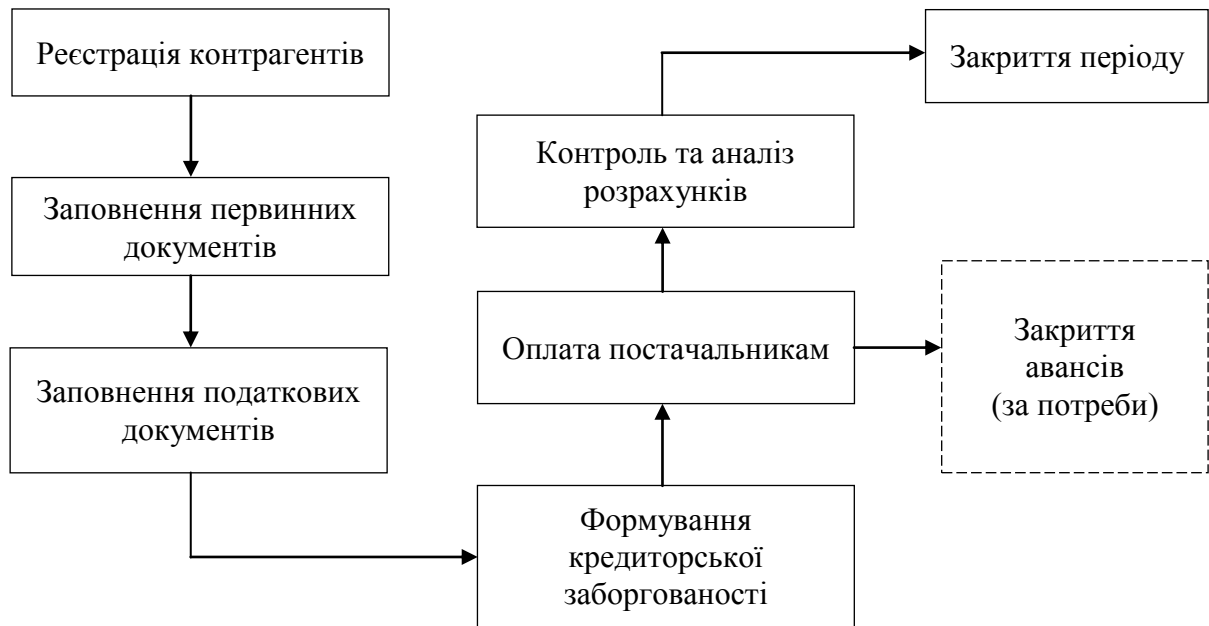 Реєстрація контрагентів
Заповнення первинних
документів
Заповнення податкових
документів
Формування
кредиторської
заборгованості
Оплата постачальникам
Закриття
авансів
(за потреби)
Контроль та аналіз
розрахунків
Закриття періоду